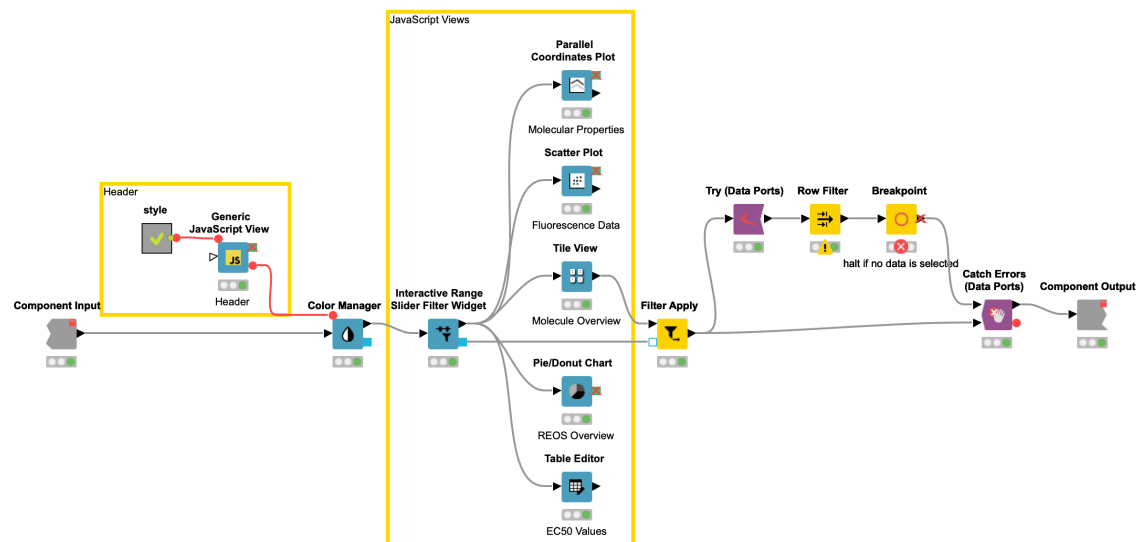 JavaScript Views
Parallel
Coordinates Plot
Molecular Properties
Scatter Plot
Fluorescence Data
Header
style
Generic
JavaScript View
JS
Header
Try (Data Ports)
Row Filter
Breakpoint
halt if no data is selected
Tile View
Molecule Overview
Component Input
Color Manager
Interactive Range
Slider Filter Widget
Filter Apply
Catch Errors
(Data Ports)
Component Output
Pie/Donut Chart
REOS Overview
Table Editor
EC50 Values